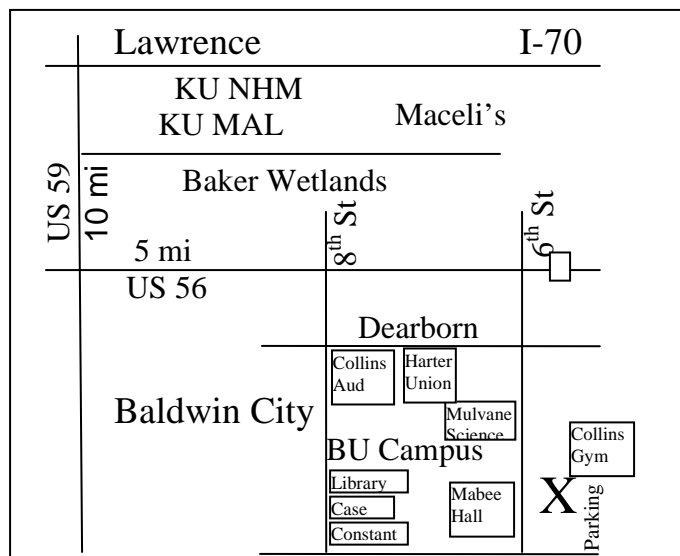 Lawrence I-70
KU NHM
KU MAL
Maceli's
US 59
10 mi
Baker Wetlands
8th St
6th St
5 mi
US 56
Dearborn
Collins
Aud
Harter
Union
Baldwin City
Mulvane
Science
Collins
Gym
BU Campus
Library
Case
Constant
Mabee
Hall
X
Parking